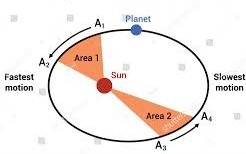 Planet
A1
A2
Area 1
Sun
Fastest
motion
Slowest
motion
Area 2
A4
A3